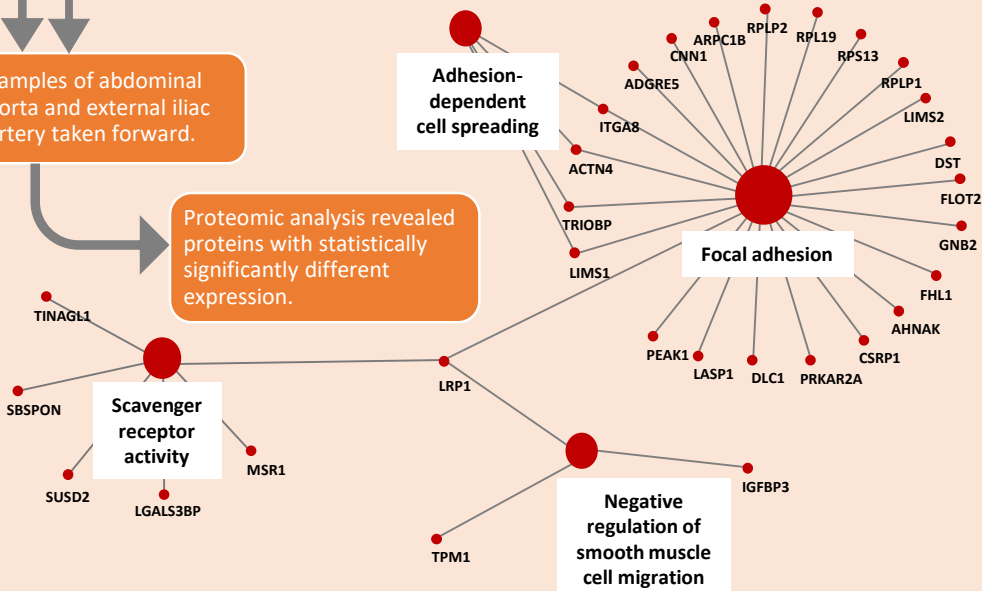 amples of abdominal
orta and external iliac
rtery taken forward.
Proteomic analysis revealed
proteins with statistically
significantly different
expression.
Adhesion-
dependent
cell spreading
ADGRE5
CNN1
ARPC1B
RPLP2
RPL19
RPS13
RPLP1
LIMS2
DST
FLOT2
GNB2
FHL1
AHNAK
CSRP1
PRKAR2A
DLC1
LASP1
PEAK1
ITGA8
ACTN4
TRIOBP
LIMS1
Focal adhesion
TINAGL1
SBSPON
SUSD2
LGALS3BP
MSR1
Scavenger
receptor
activity
LRP1
TPM1
IGFBP3
Negative
regulation of
smooth muscle
cell migration